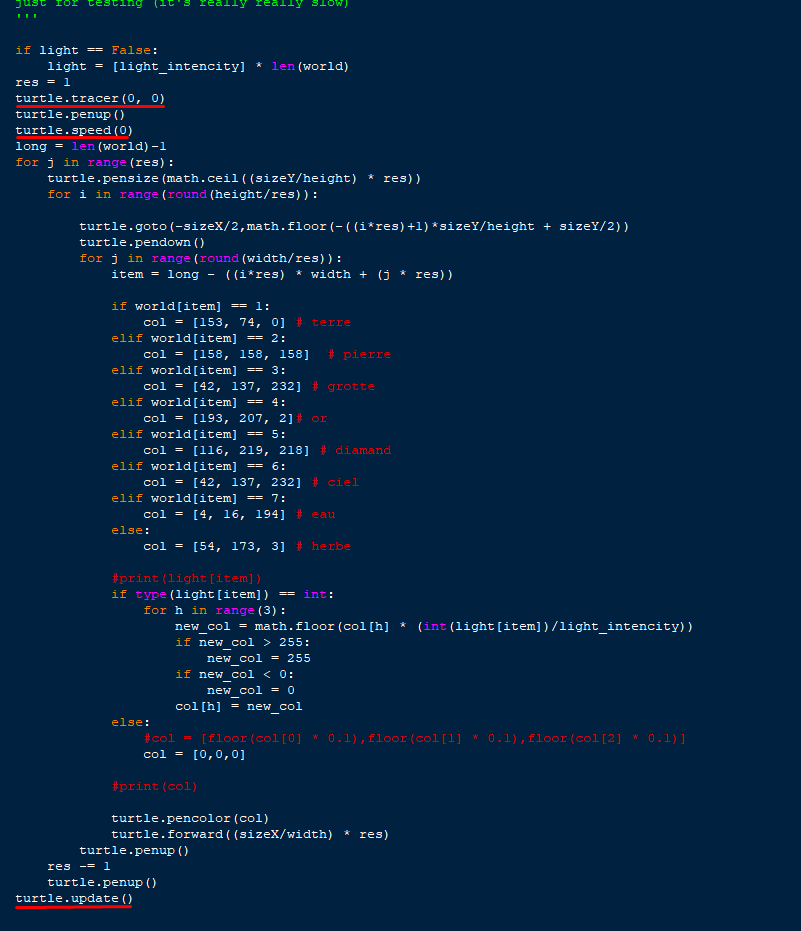 just for testing (it's really really slow)
'''
if light == False:
    light = [light_intencity] * len(world)
res = 1
turtle.tracer(0, 0)
turtle.penup()
turtle.speed(0)
long = len(world)-1
for j in range(res):
    turtle.pensize(math.ceil((sizeY/height) * res))
    for i in range(round(height/res)):
        turtle.goto(-sizeX/2,math.floor(-((i*res)+1)*sizeY/height + sizeY/2))
        turtle.pendown()
        for j in range(round(width/res)):
            item = long - ((i*res) * width + (j * res))
            if world[item] == 1:
                col = [153, 74, 0] # terre
            elif world[item] == 2:
                col = [158, 158, 158]  # pierre
            elif world[item] == 3:
                col = [42, 137, 232] # grotte
            elif world[item] == 4:
                col = [193, 207, 2]# or
            elif world[item] == 5:
                col = [116, 219, 218] # diamand
            elif world[item] == 6:
                col = [42, 137, 232] # ciel
            elif world[item] == 7:
                col = [4, 16, 194] # eau
            else:
                col = [54, 173, 3] # herbe
            #print(light[item])
            if type(light[item]) == int:
                for h in range(3):
                    new_col = math.floor(col[h] * (int(light[item])/light_intencity))
                    if new_col > 255:
                        new_col = 255
                    if new_col < 0:
                        new_col = 0
                    col[h] = new_col
            else:
                #col = [floor(col[0] * 0.1),floor(col[1] * 0.1),floor(col[2] * 0.1)]
                col = [0,0,0]
            #print(col)
            turtle.pencolor(col)
            turtle.forward((sizeX/width) * res)
        turtle.penup()
    res -= 1
    turtle.penup()
turtle.update()